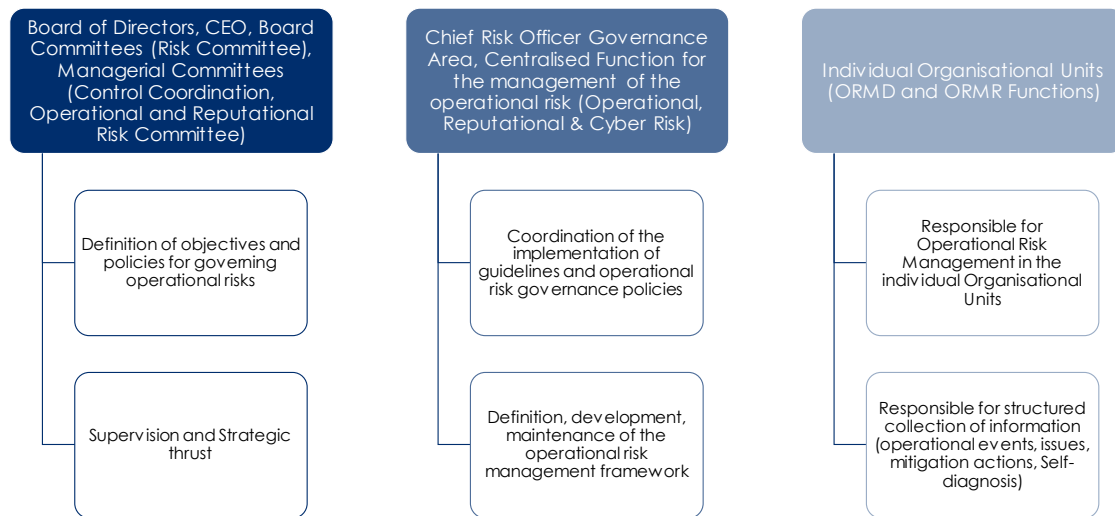 Board of Directors, CEO, Board
Committees (Risk Committee),
Managerial Committees
(Control Coordination,
Operational and Reputational
Risk Committee)
Definition of objectives and
policies for governing
operational risks
Supervision and Strategic
thrust
Chief Risk Officer Governance
Area, Centralised Function for
the management of the
operational risk (Operational,
Reputational & Cyber Risk)
Coordination of the
implementation of
guidelines and operational
risk governance policies
Definition, development,
maintenance of the
operational risk
management framework
Individual Organisational Units
(ORMD and ORMR Functions)
Responsible for
Operational Risk
Management in the
individual Organisational
Units
Responsible for structured
collection of information
(operational events, issues,
mitigation actions, Self-
diagnosis)